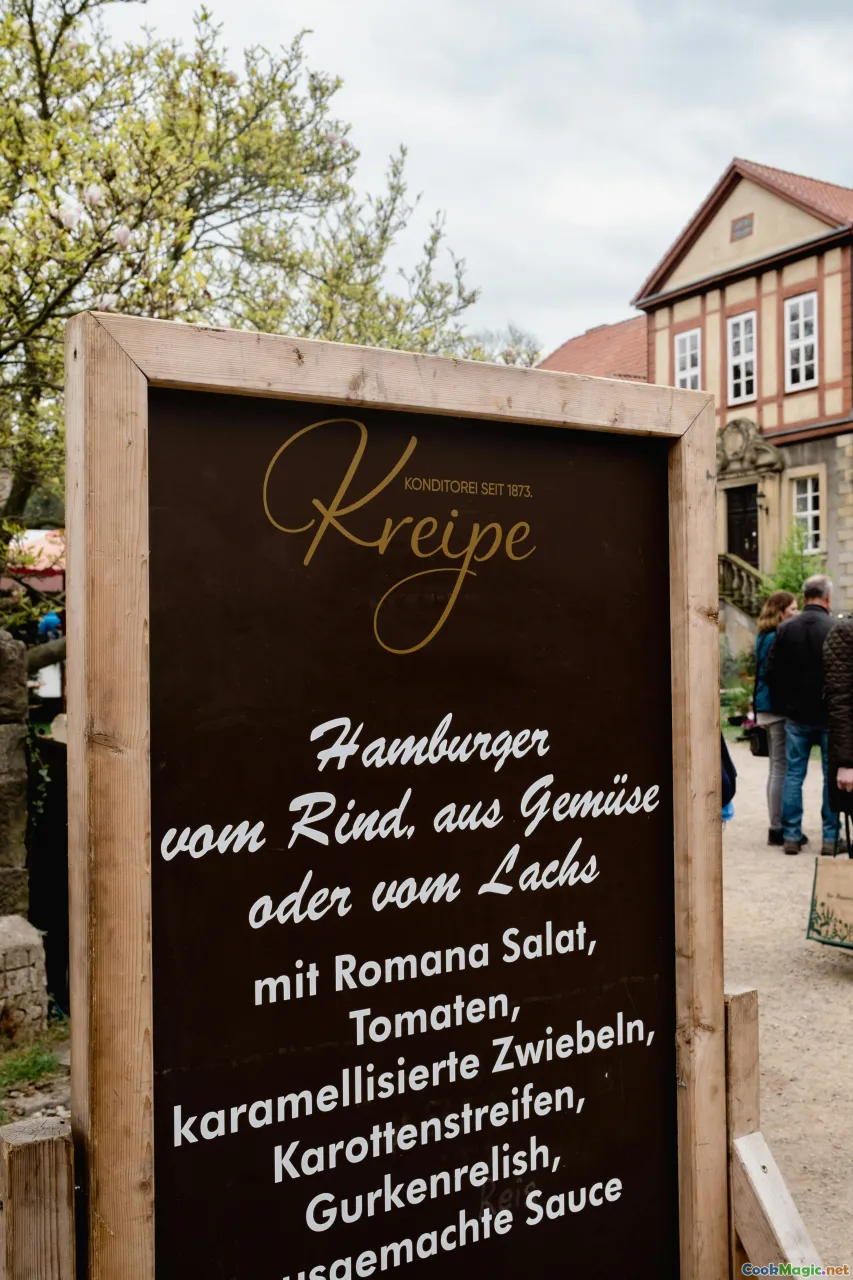 KONDITOREI SEIT 1873.
Kreipe
Hamburger
vom Rind, aus Gemüse
oder vom Lachs
mit Romana Salat,
Tomaten,
karamellisierte Zwiebeln,
Karottenstreifen,
Gurkenrelish,
usgemachte Sauce
CookMagic.net